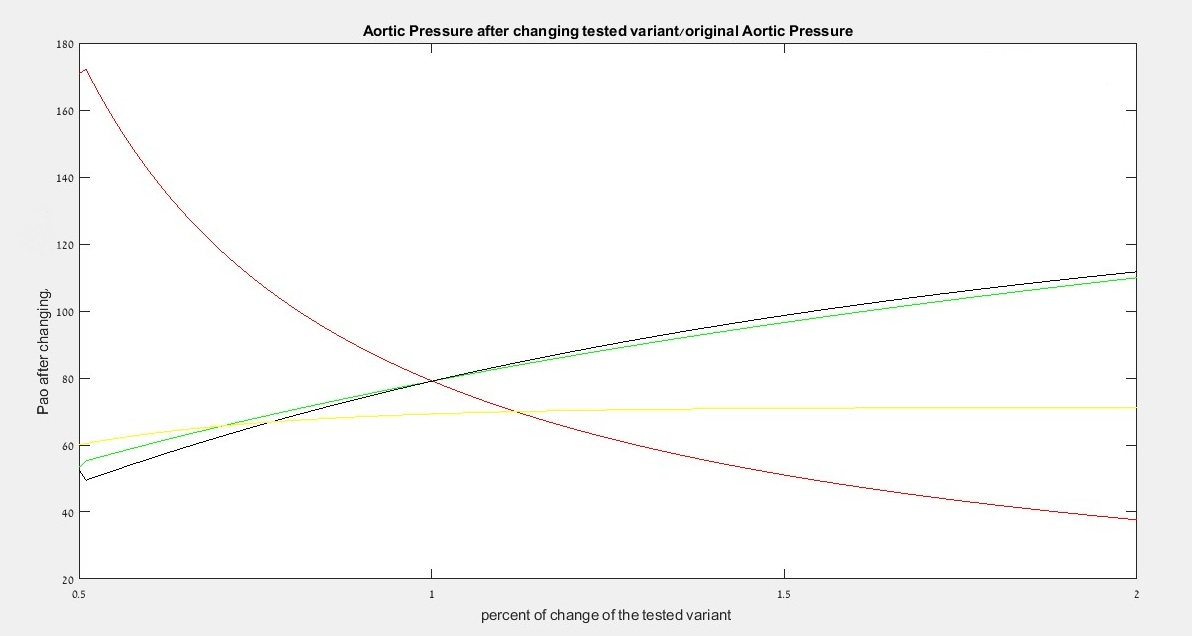 Aortic Pressure after changing tested variant/original Aortic Pressure
180
160
140
120
100
80
60
40
20
Pao after changing.
0.5 1 1.5 2
percent of change of the tested variant